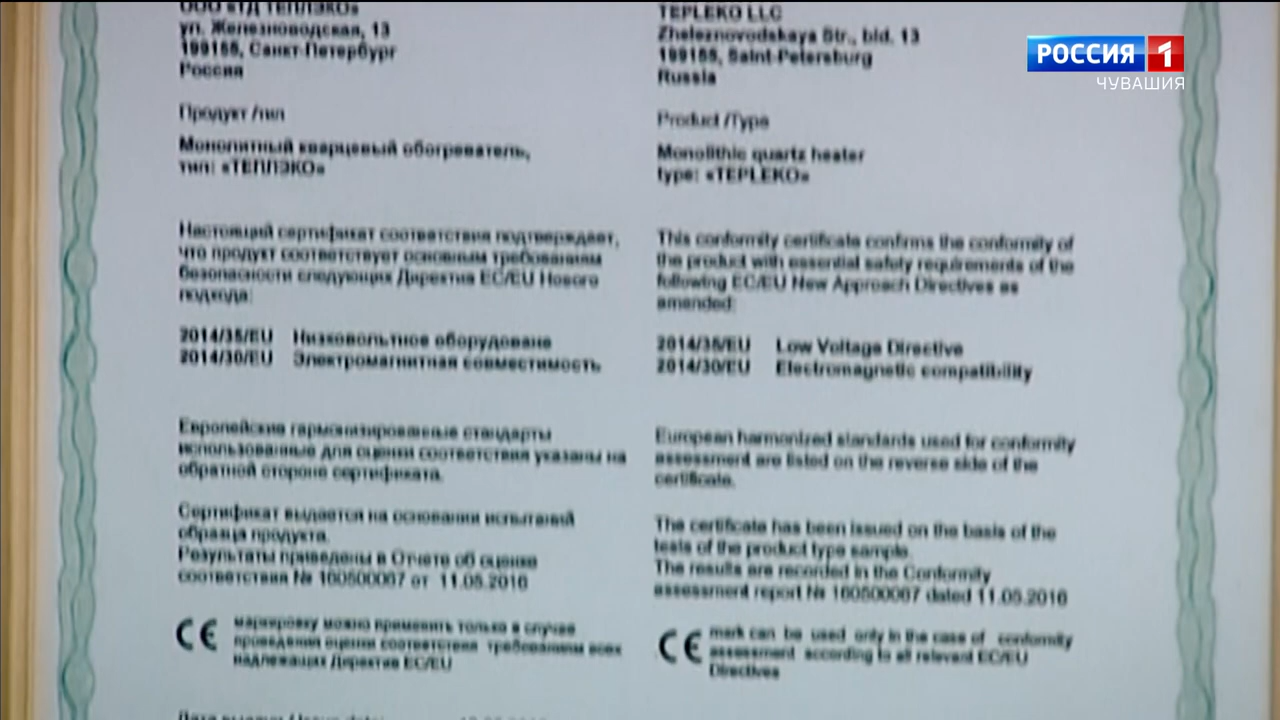 ООО «ТД ТЕПЛЭКО»
ул. Железноводская, 13
199155, Санкт-Петербург
Россия
Продукт /тип
Монолитный кварцевый обогреватель,
тип: «ТЕПЛЭКО»
Настоящий сертификат соответствия подтверждает,
что продукт соответствует основным требованиям
безопасности следующих Директив ЕС/EU Нового
подхода:
2014/35/EU Низковольтное оборудование
2014/30/EU Электромагнитная совместимость
Европейские гармонизированные стандарты
использованные для оценки соответствия указаны на
обратной стороне сертификата.
Сертификат выдается на основании испытаний
образца продукта.
Результаты приведены в Отчете об оценке
соответствия № 160500067 от 11.05.2016
CE маркировку можно применить только в случае
проведения оценки соответствия требованиям всех
надлежащих Директив ЕС/EU
TEPLEKO LLC
Zheleznovodskaya Str., bld. 13
199155, Saint-Petersburg
Russia
Product /Type
Monolithic quartz heater
type: «TEPLEKO»
This conformity certificate confirms the conformity of
the product with essential safety requirements of the
following EC/EU New Approach Directives as
amended:
2014/35/EU Low Voltage Directive
2014/30/EU Electromagnetic compatibility
European harmonized standards used for conformity
assessment are listed on the reverse side of the
certificate.
The certificate has been issued on the basis of the
tests of the product type sample.
The results are recorded in the Conformity
assessment report № 160500067 dated 11.05.2016
CE mark can be used only in the case of conformity
assessment according to all relevant EC/EU
Directives
РОССИЯ 1
ЧУВАШИЯ